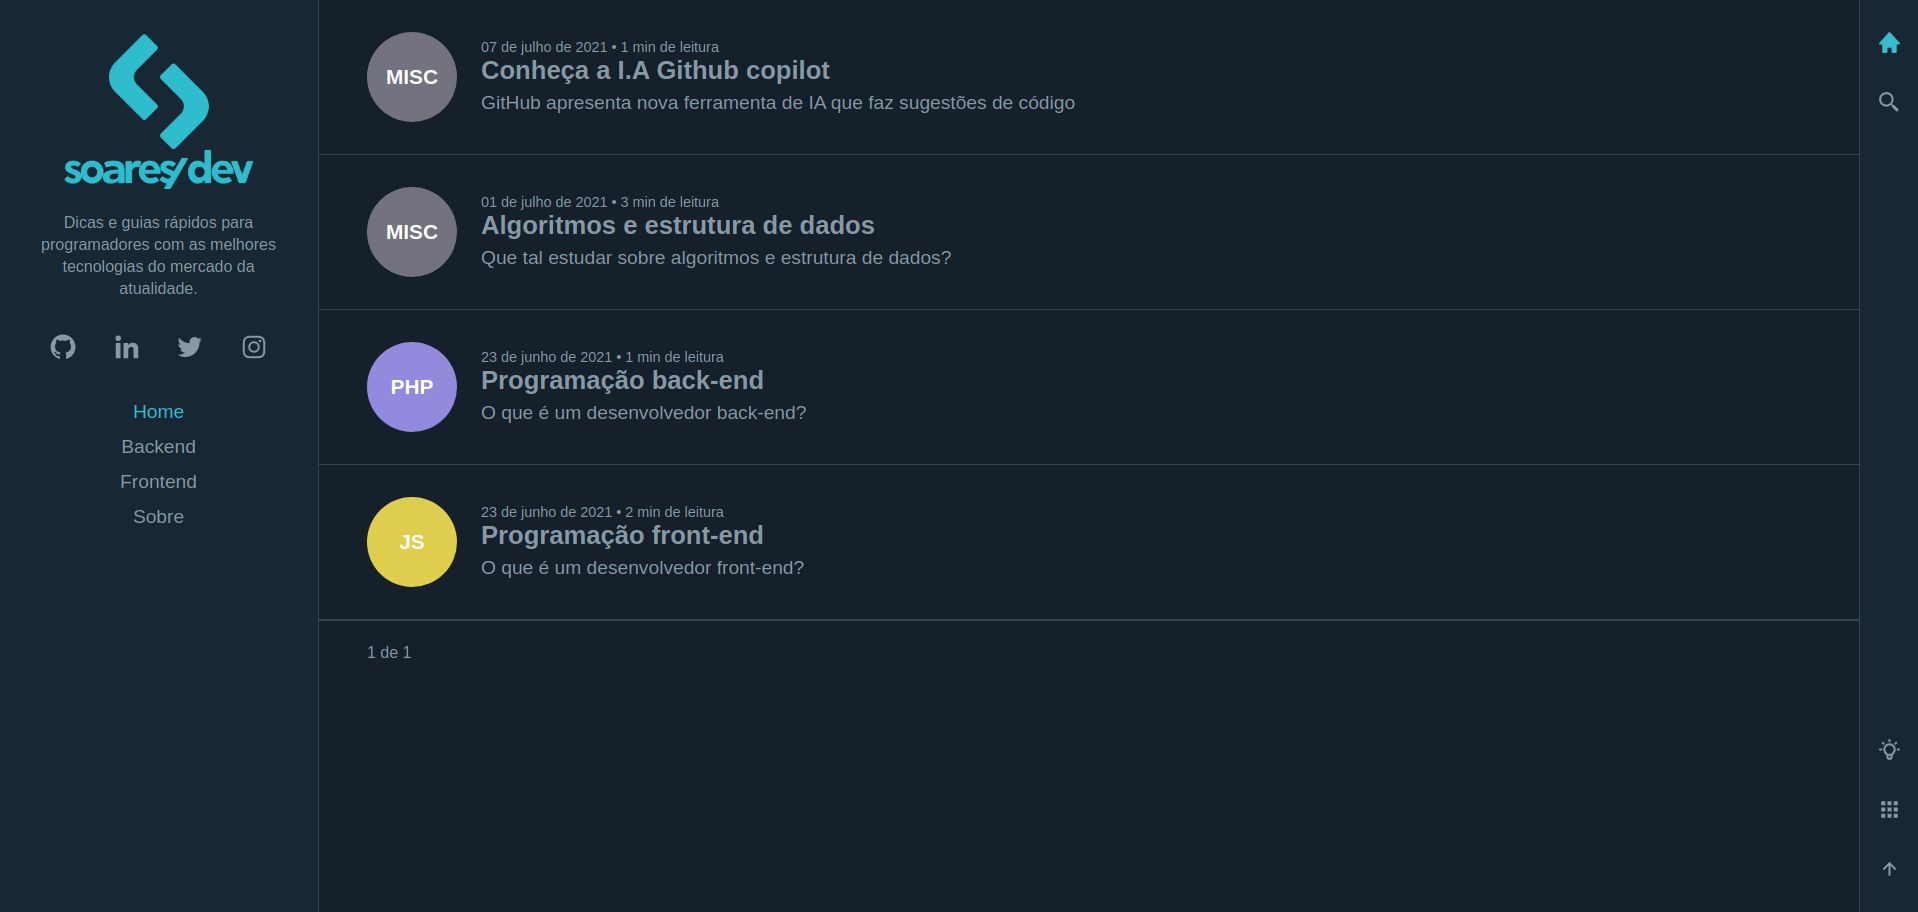 soares/dev
Dicas e guias rápidos para
programadores com as melhores
tecnologias do mercado da
atualidade.
Home
Backend
Frontend
Sobre
MISC
07 de julho de 2021 • 1 min de leitura
Conheça a I.A Github copilot
GitHub apresenta nova ferramenta de IA que faz sugestões de código
MISC
01 de julho de 2021 • 3 min de leitura
Algoritmos e estrutura de dados
Que tal estudar sobre algoritmos e estrutura de dados?
PHP
23 de junho de 2021 • 1 min de leitura
Programação back-end
O que é um desenvolvedor back-end?
JS
23 de junho de 2021 • 2 min de leitura
Programação front-end
O que é um desenvolvedor front-end?
1 de 1